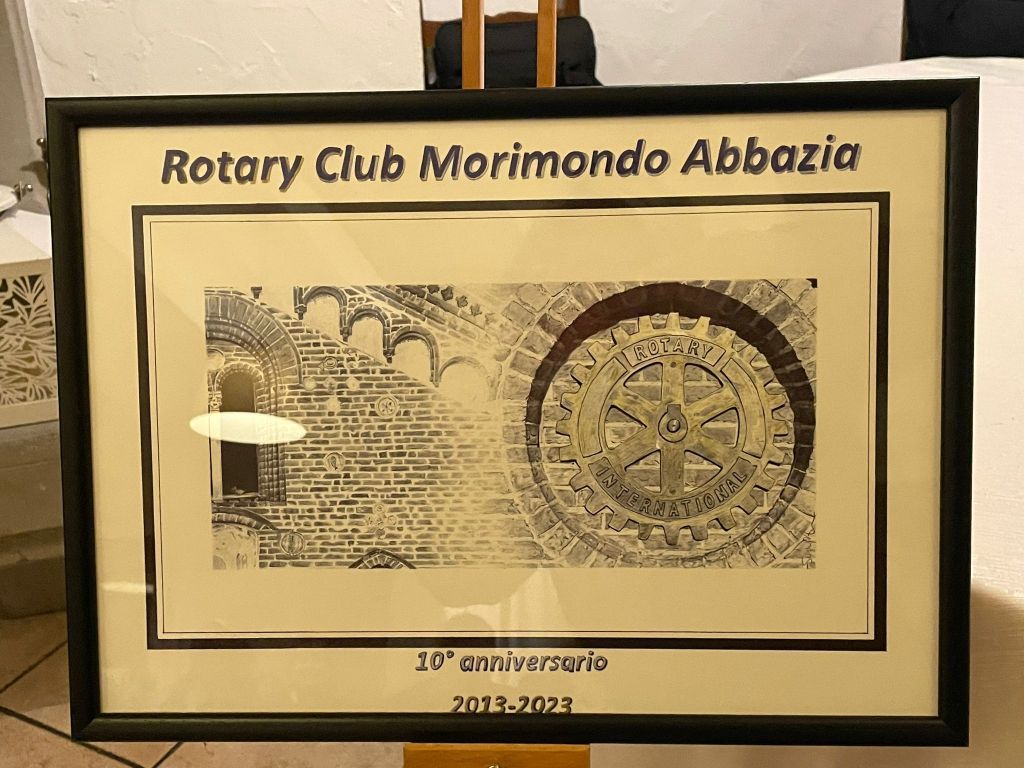 Rotary Club Morimondo Abbazia
ROTARY
INTERNATIONAL
10° anniversario
2013-2023